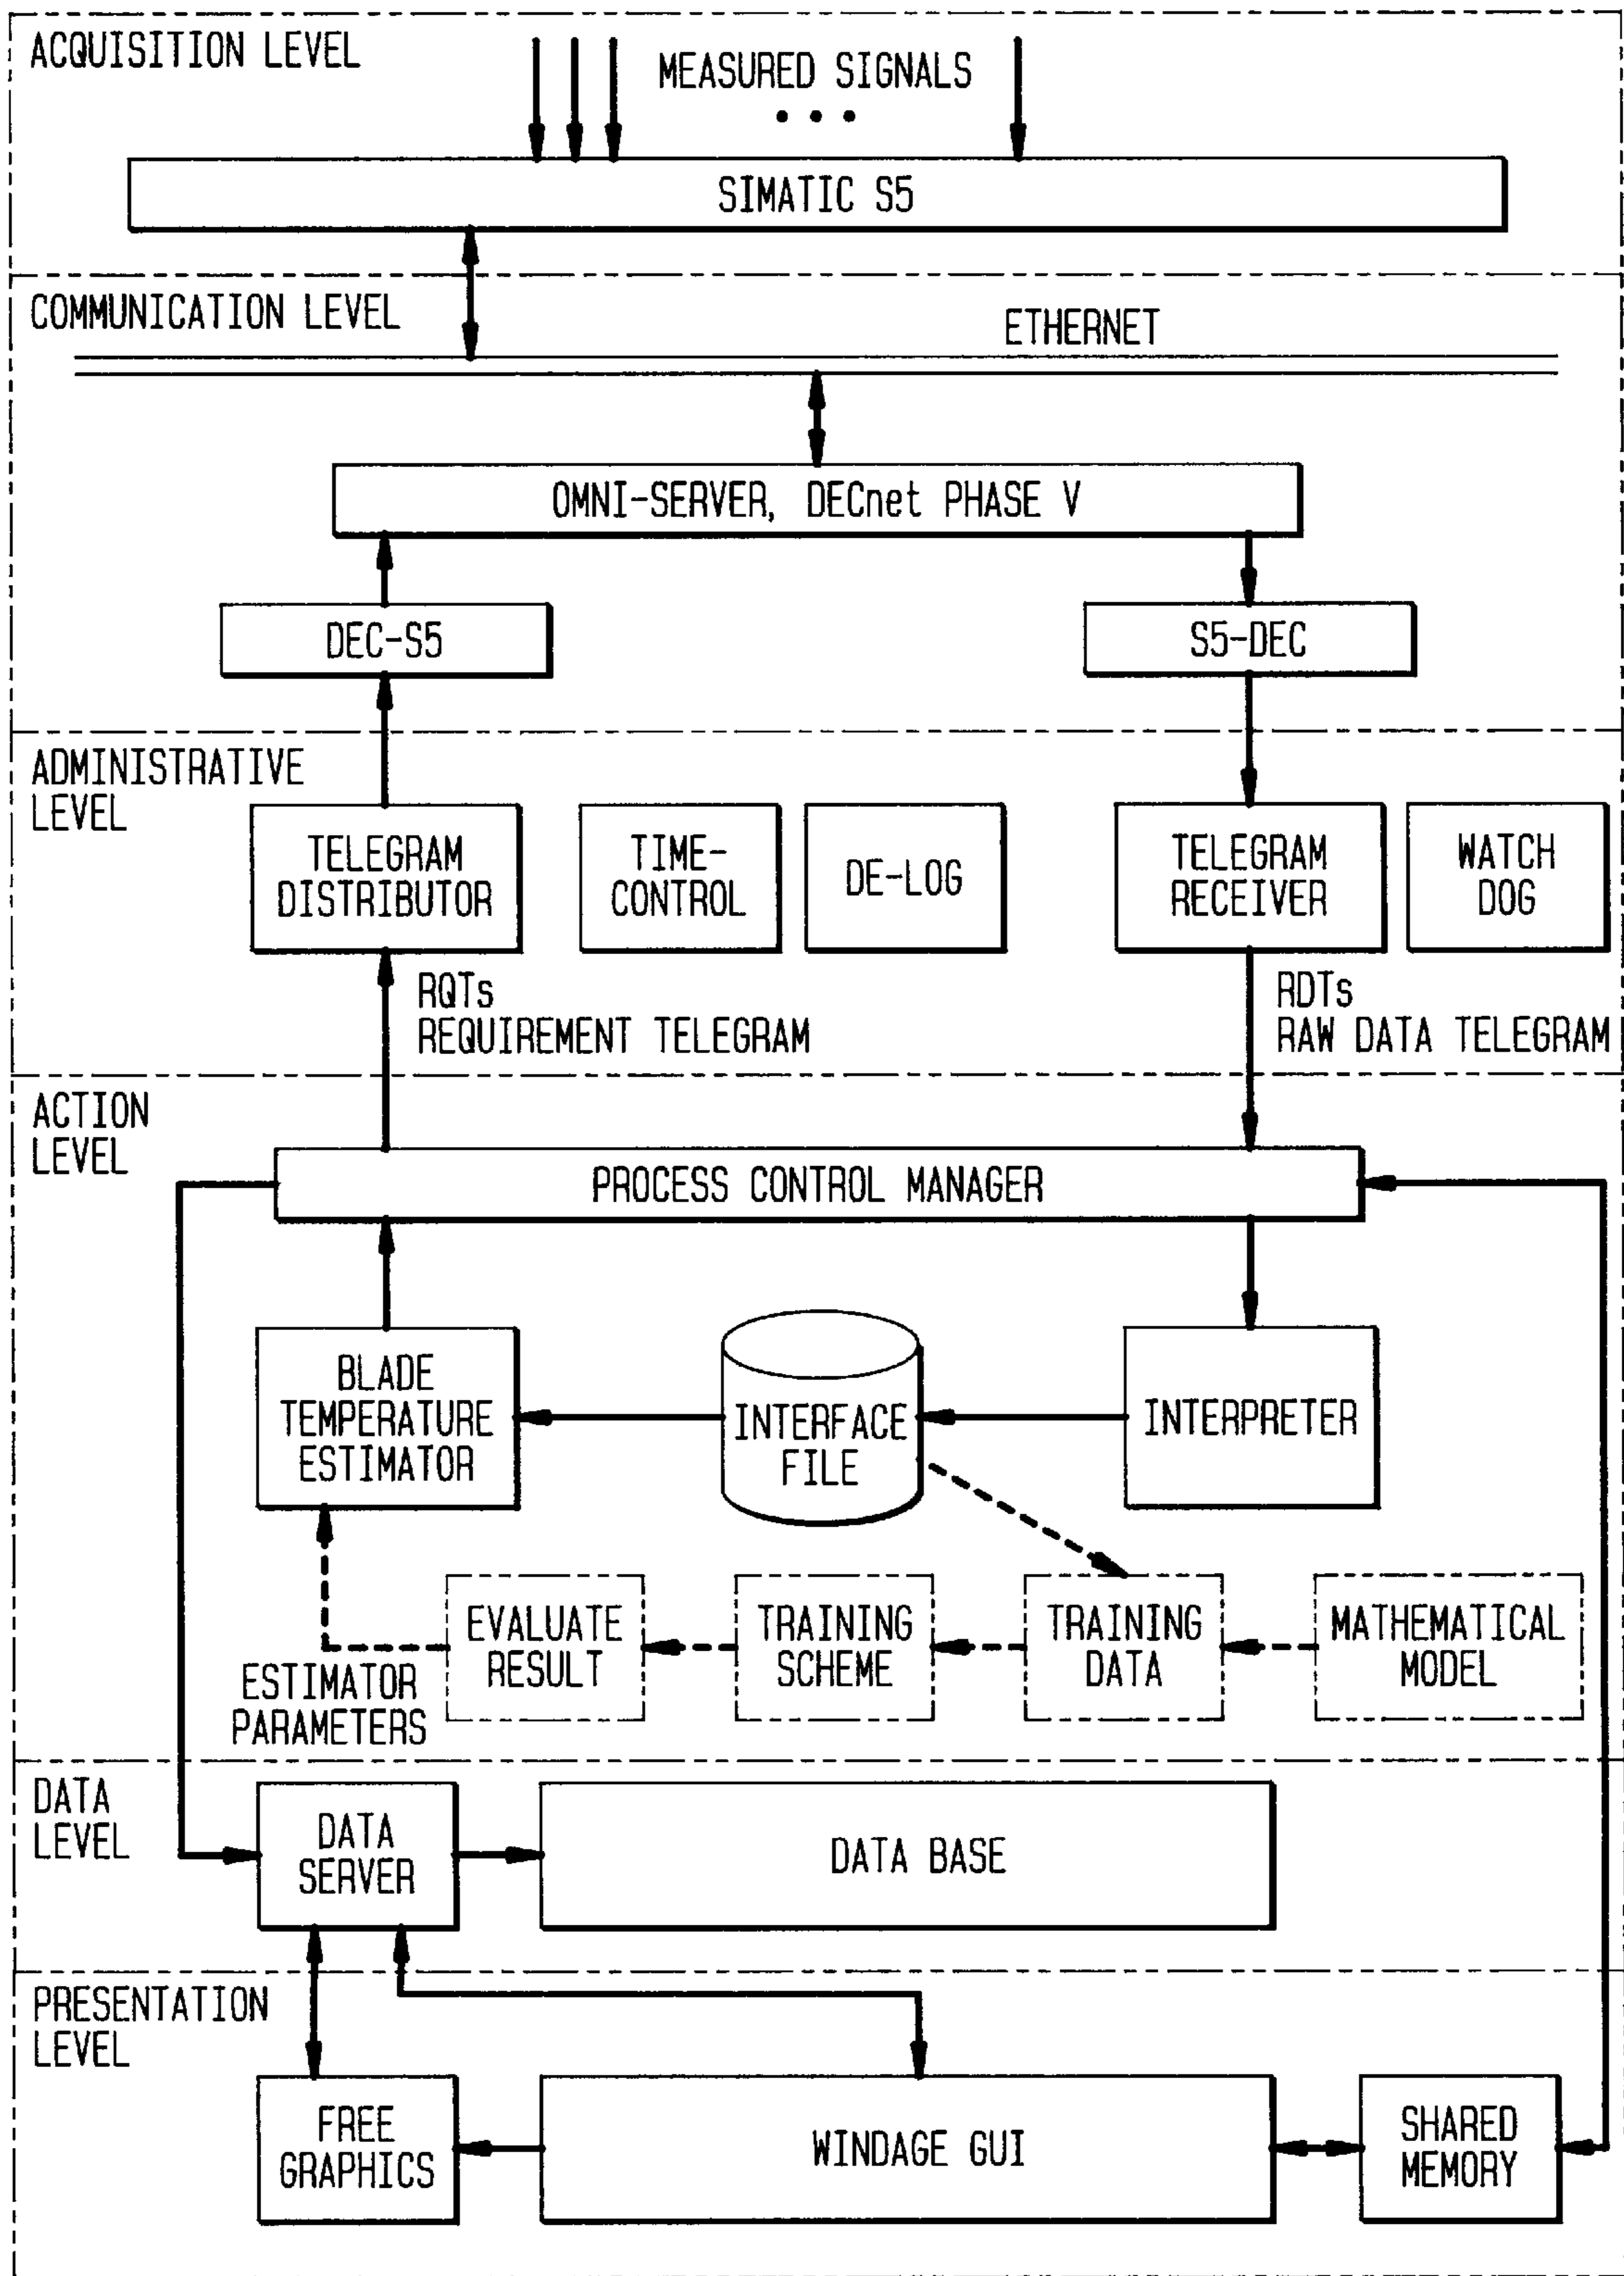 ACQUISITION LEVEL
MEASURED SIGNALS
• • •
SIMATIC S5
COMMUNICATION LEVEL
ETHERNET
OMNI-SERVER, DECnet PHASE V
DEC-S5
S5-DEC
ADMINISTRATIVE
LEVEL
TELEGRAM
DISTRIBUTOR
TIME-
CONTROL
DE-LOG
TELEGRAM
RECEIVER
WATCH
DOG
RQTs
REQUIREMENT TELEGRAM
RDTs
RAW DATA TELEGRAM
ACTION
LEVEL
PROCESS CONTROL MANAGER
BLADE
TEMPERATURE
ESTIMATOR
INTERFACE
FILE
INTERPRETER
EVALUATE
RESULT
TRAINING
SCHEME
TRAINING
DATA
MATHEMATICAL
MODEL
ESTIMATOR
PARAMETERS
DATA
LEVEL
DATA
SERVER
DATA BASE
PRESENTATION
LEVEL
FREE
GRAPHICS
WINDAGE GUI
SHARED
MEMORY